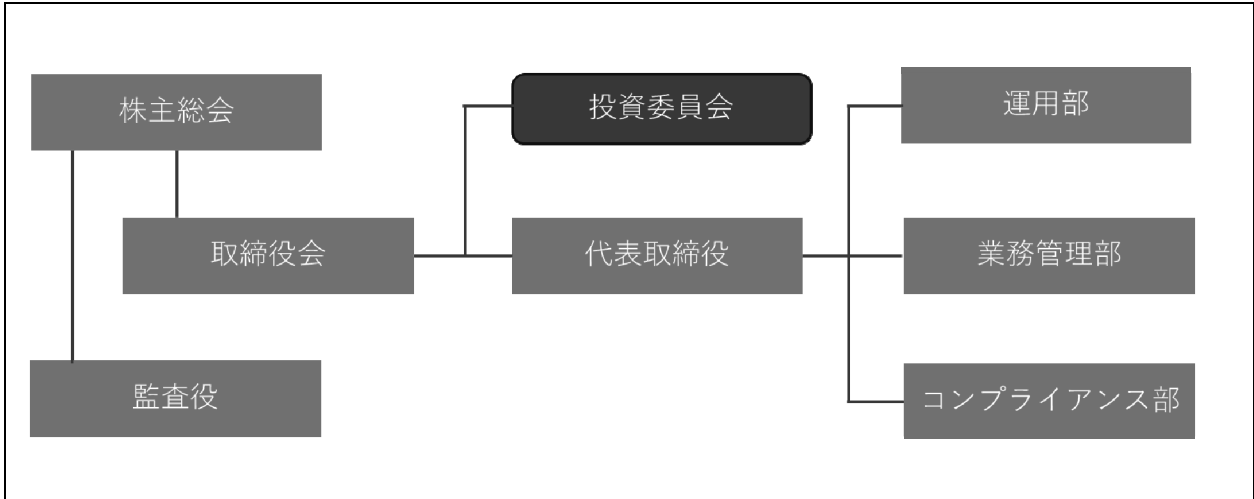 株主総会
投資委員会
運用部
取締役会
代表取締役
業務管理部
監査役
コンプライアンス部